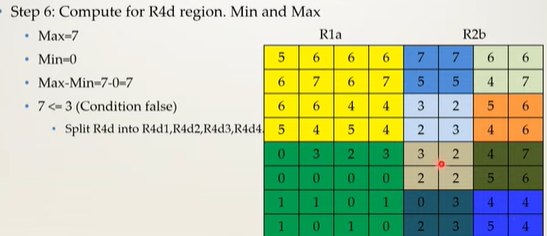 Step 6: Compute for R4d region. Min and Max
• Max=7
• Min=0
• Max-Min=7-0=7
• 7 <= 3 (Condition false)
• Split R4d into R4d1,R4d2,R4d3,R4d4.
R1a R2b
5 6 6 6 7 7 6 6
6 7 6 7 5 5 4 7
6 6 4 4 3 2 5 6
5 4 5 4 2 3 4 6
0 3 2 3 3 2 4 7
0 0 0 0 2 2 5 6
1 1 0 1 0 3 4 4
1 0 1 0 2 3 5 4